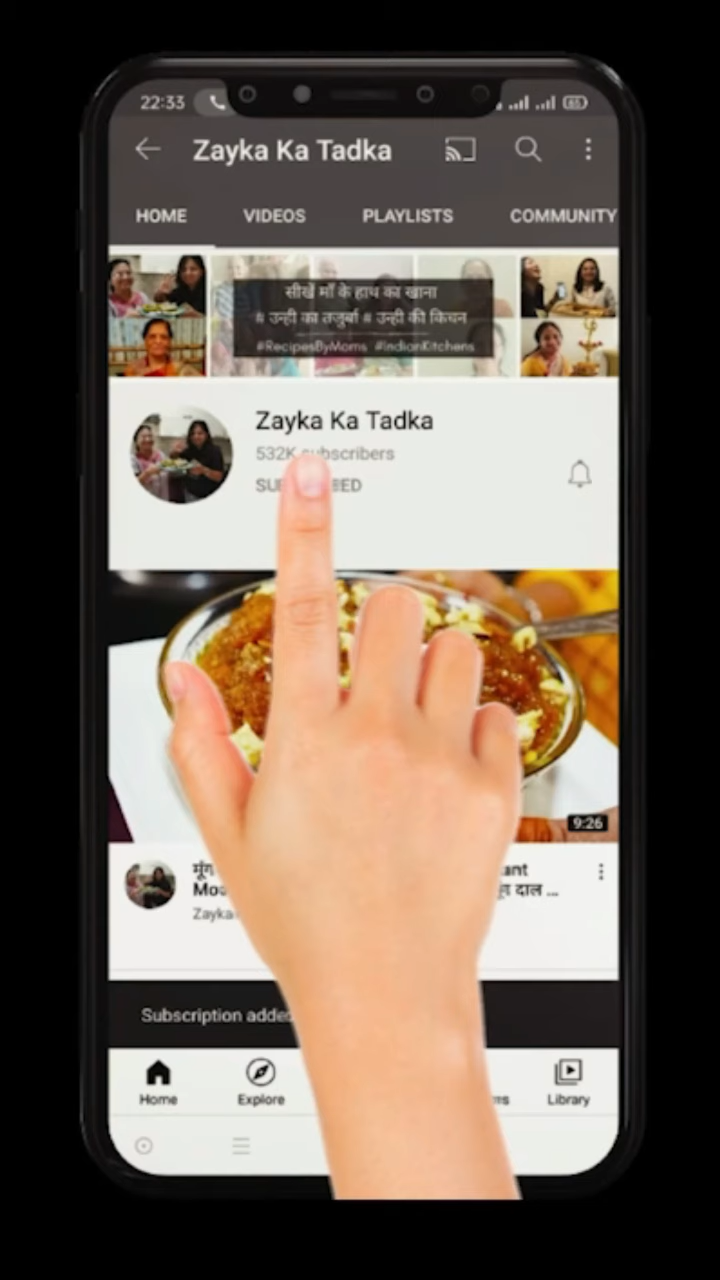 22:33
Zayka Ka Tadka
HOME VIDEOS PLAYLISTS COMMUNITY
सीखें माँ के हाथ का खाना
# उन्ही का तजुर्बा # उन्ही की किचन
#RecipesByMoms #IndianKitchens
Zayka Ka Tadka
532K subscribers
9:26
मूंग
दाल ...
Zayka
Subscription added
Home Explore Library